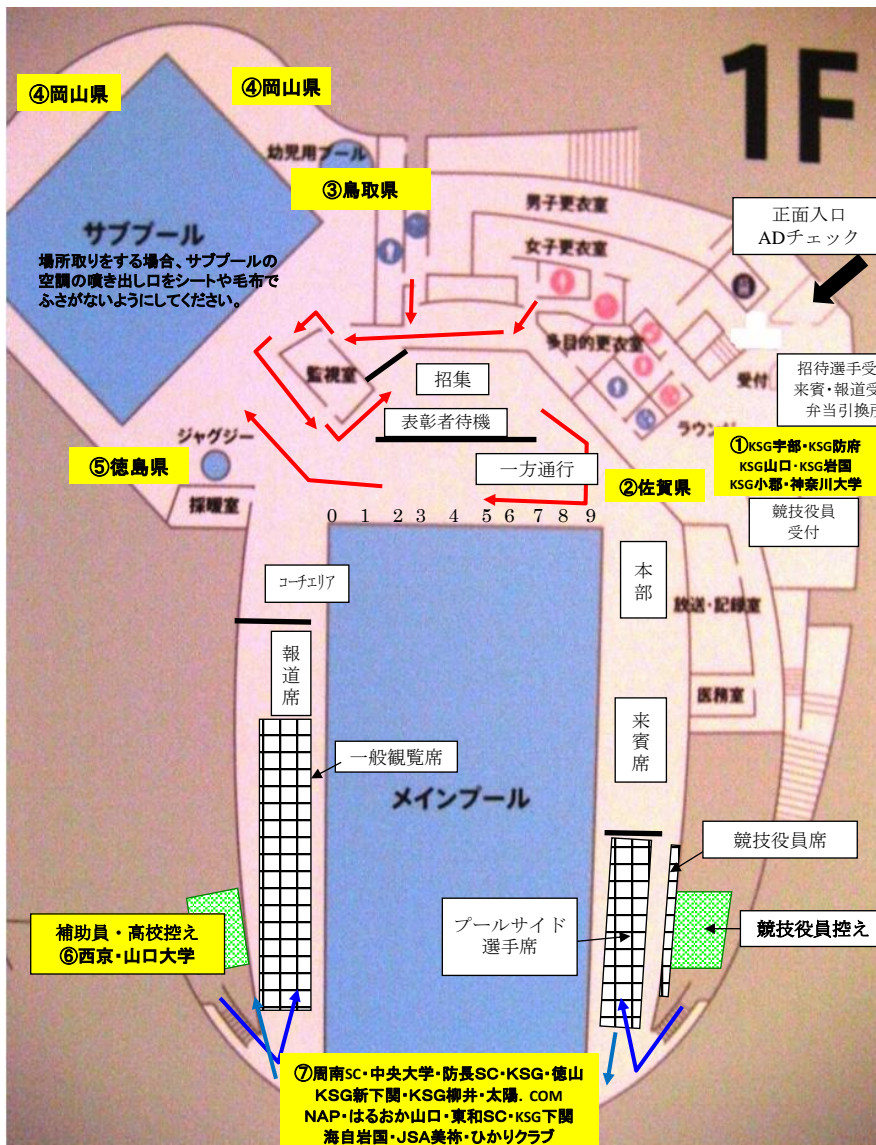 1F
④岡山県
④岡山県
幼児用プール
③鳥取県
男子更衣室
女子更衣室
正面入口
ADチェック
サブプール
場所取りをする場合、サブプールの
空調の噴き出し口をシートや毛布で
ふさがないようにしてください。
多目的更衣室
監視室
招集
受付
招待選手受
来賓・報道受
弁当引換所
表彰者待機
ラウンジ
ジャグジー
⑤徳島県
一方通行
②佐賀県
①KSG宇部・KSG防府
KSG山口・KSG岩国
KSG小郡・神奈川大学
採暖室
競技役員
受付
0 1 2 3 4 5 6 7 8 9
コーチエリア
本部
放送・記録室
報道席
医務室
来賓席
一般観覧席
メインプール
競技役員席
プールサイド
選手席
競技役員控え
補助員・高校控え
⑥西京・山口大学
⑦周南SC・中央大学・防長SC・KSG・徳山
KSG新下関・KSG柳井・太陽．COM
NAP・はるおか山口・東和SC・KSG下関
海自岩国・JSA美祢・ひかりクラブ